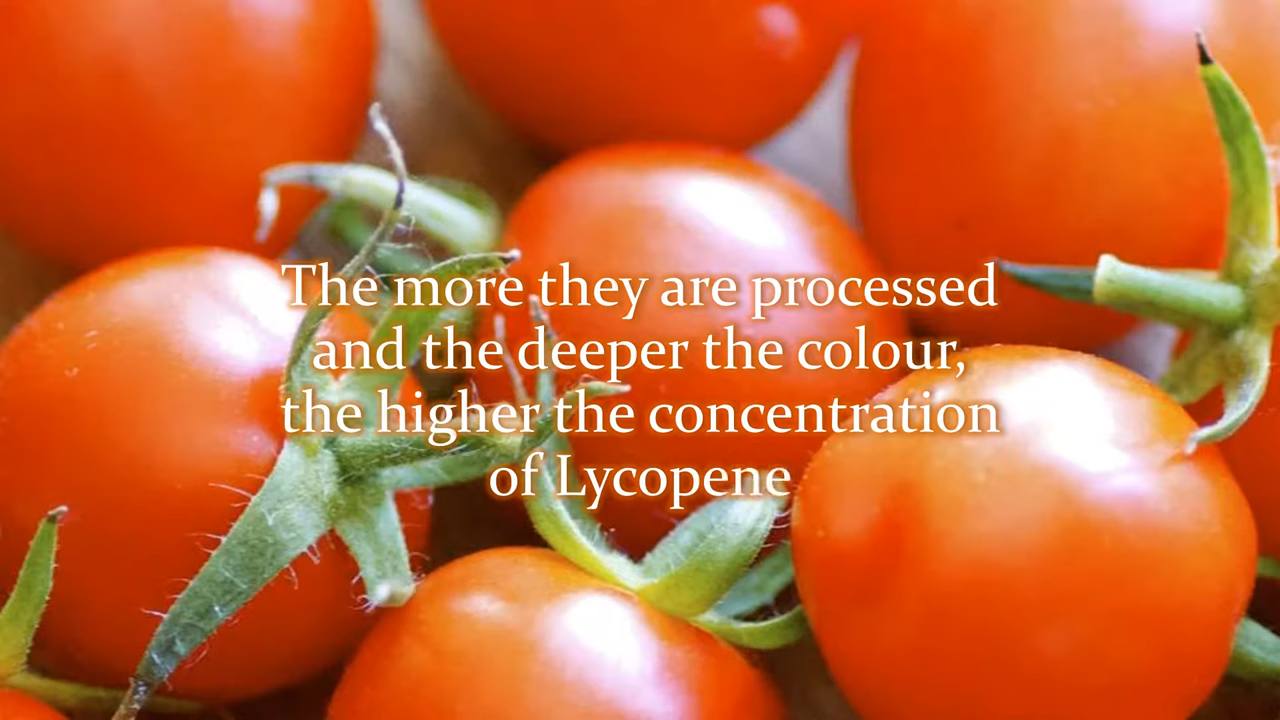 The more they are processed
and the deeper the colour,
the higher the concentration
of Lycopene